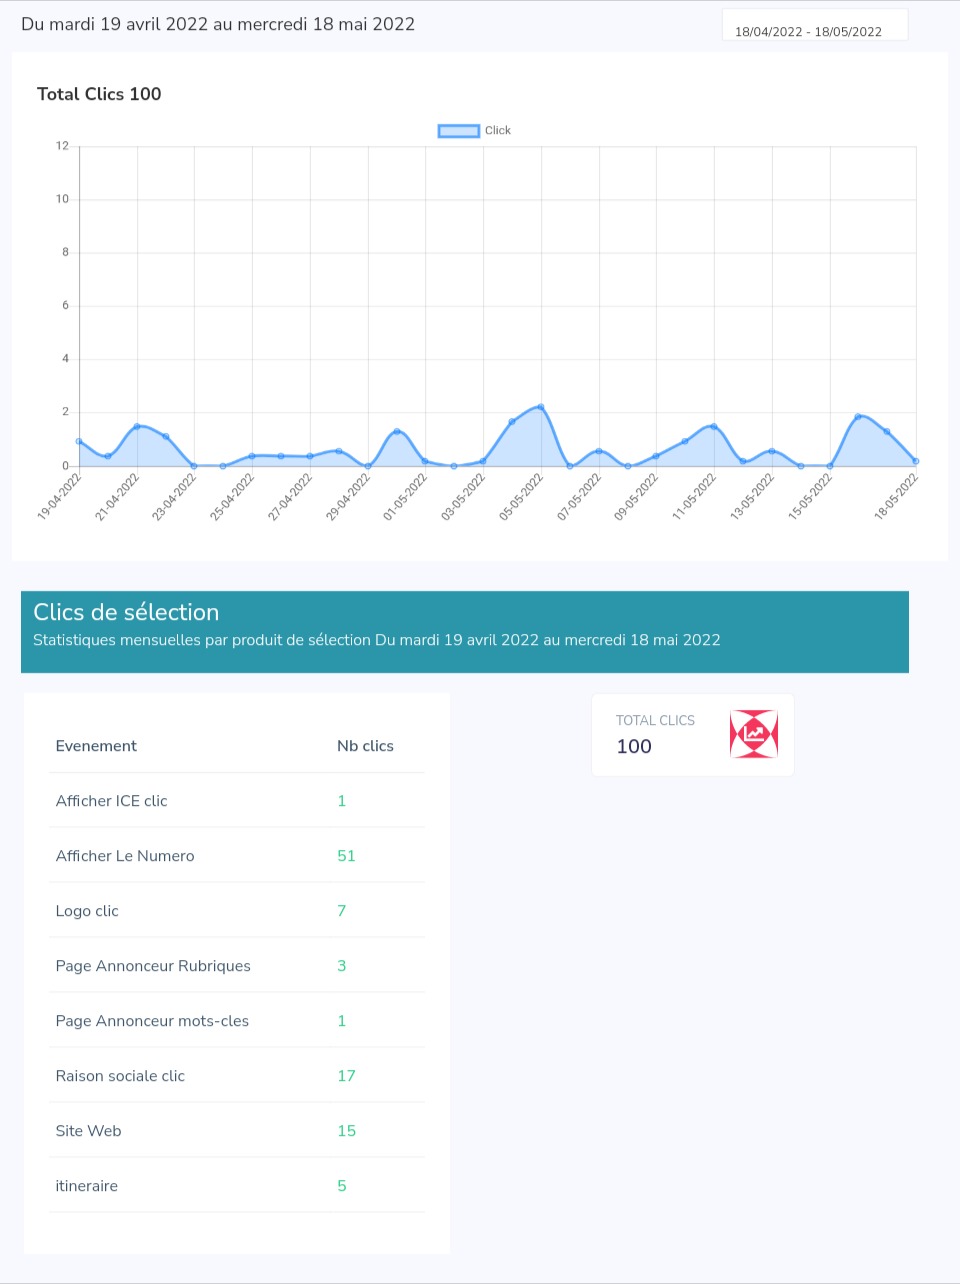 Du mardi 19 avril 2022 au mercredi 18 mai 2022
18/04/2022 - 18/05/2022
Total Clics 100
Click
12
10
8
6
4
2
0
19-04-2022
21-04-2022
23-04-2022
25-04-2022
27-04-2022
29-04-2022
01-05-2022
03-05-2022
05-05-2022
07-05-2022
09-05-2022
11-05-2022
13-05-2022
15-05-2022
18-05-2022
Clics de sélection
Statistiques mensuelles par produit de sélection Du mardi 19 avril 2022 au mercredi 18 mai 2022
Evenement Nb clics
Afficher ICE clic 1
Afficher Le Numero 51
Logo clic 7
Page Annonceur Rubriques 3
Page Annonceur mots-cles 1
Raison sociale clic 17
Site Web 15
itineraire 5
TOTAL CLICS
100